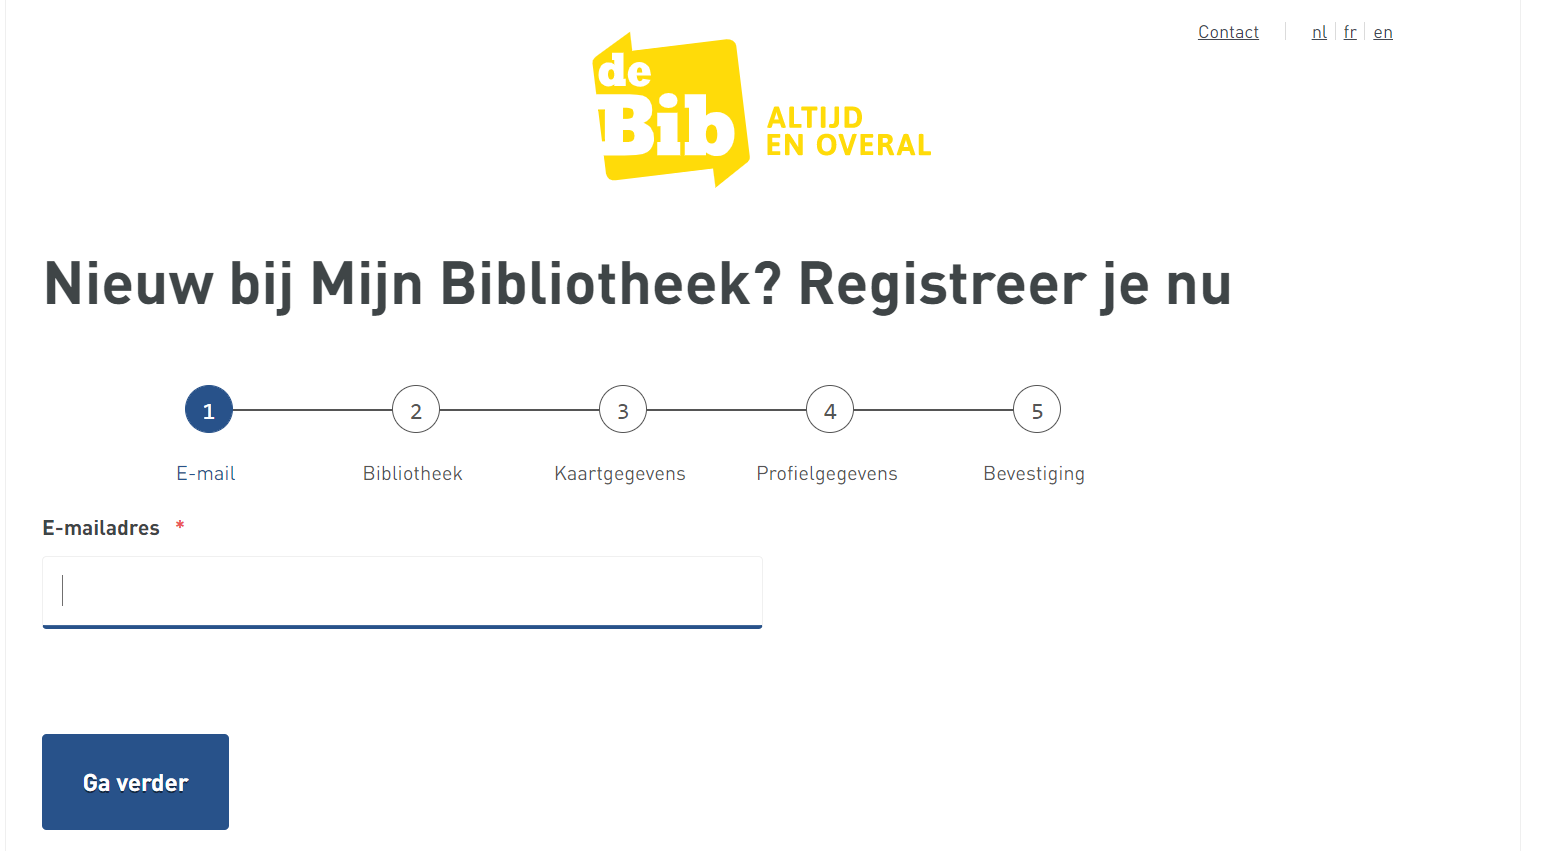 Contact nl fr en
de
Bib
ALTIJD
EN OVERAL
Nieuw bij Mijn Bibliotheek? Registreer je nu
1 2 3 4 5
E-mail Bibliotheek Kaartgegevens Profielgegevens Bevestiging
E-mailadres *
Ga verder